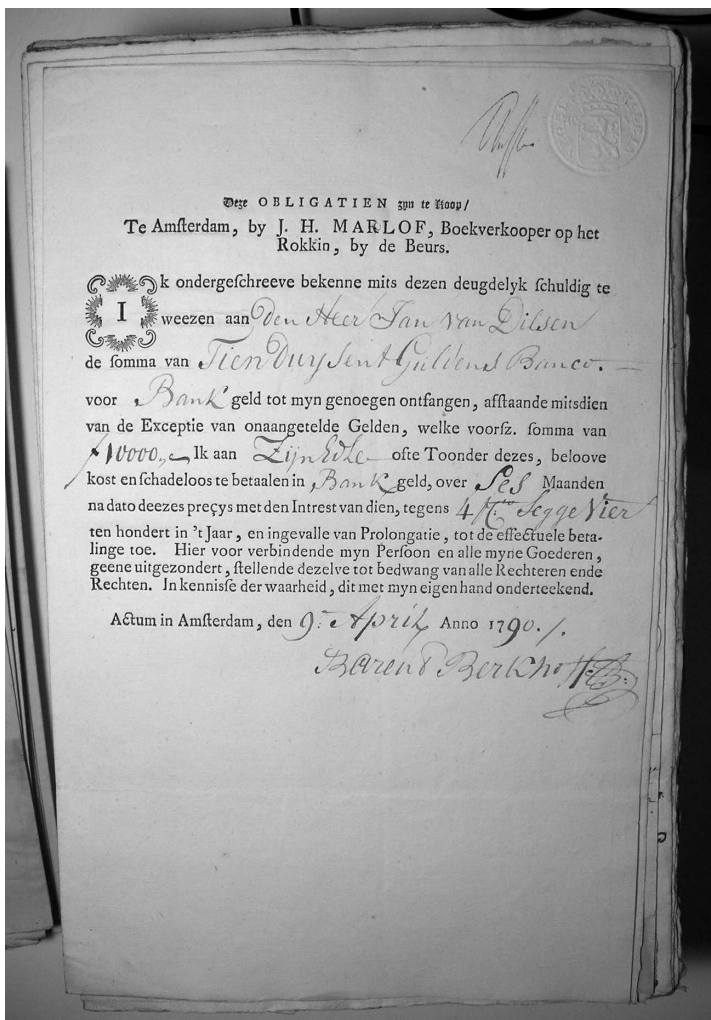 Deze OBLIGATIEN zyn te Koop/
Te Amſterdam, by J. H. MARLOF, Boekverkooper op het
Rokkin, by de Beurs.
Ik ondergeſchreeve bekenne mits dezen deugdelyk ſchuldig te
weezen aan den Heer Jan van Dilsen
de ſomma van Tien Duysent Guldens Banco.
voor Bank geld tot myn genoegen ontfangen, afſtaande mitsdien
van de Exceptie van onaangetelde Gelden, welke voorſz. ſomma van
ƒ10000,, Ik aan Zijn Edle ofte Toonder dezes, beloove
kost en ſchadeloos te betaalen in Bank geld, over Ses Maanden
na dato deezes preçys met den Intrest van dien, tegens 4 Segge Vier
ten hondert in 't Jaar, en ingevalle van Prolongatie, tot de effectuele beta-
linge toe. Hier voor verbindende myn Perſoon en alle myne Goederen,
geene uitgezondert, ſtellende dezelve tot bedwang van alle Rechteren ende
Rechten. In kenniſſe der waarheid, dit met myn eigen hand onderteekend.
Actum in Amſterdam, den 9 April Anno 1790./.
Barend Berkhoff